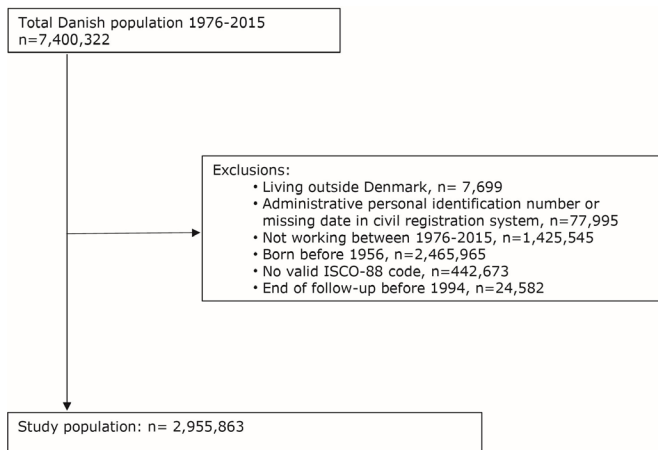 Total Danish population 1976-2015
n=7,400,322
Exclusions:
• Living outside Denmark, n= 7,699
• Administrative personal identification number or
missing date in civil registration system, n=77,995
• Not working between 1976-2015, n=1,425,545
• Born before 1956, n=2,465,965
• No valid ISCO-88 code, n=442,673
• End of follow-up before 1994, n=24,582
Study population: n= 2,955,863